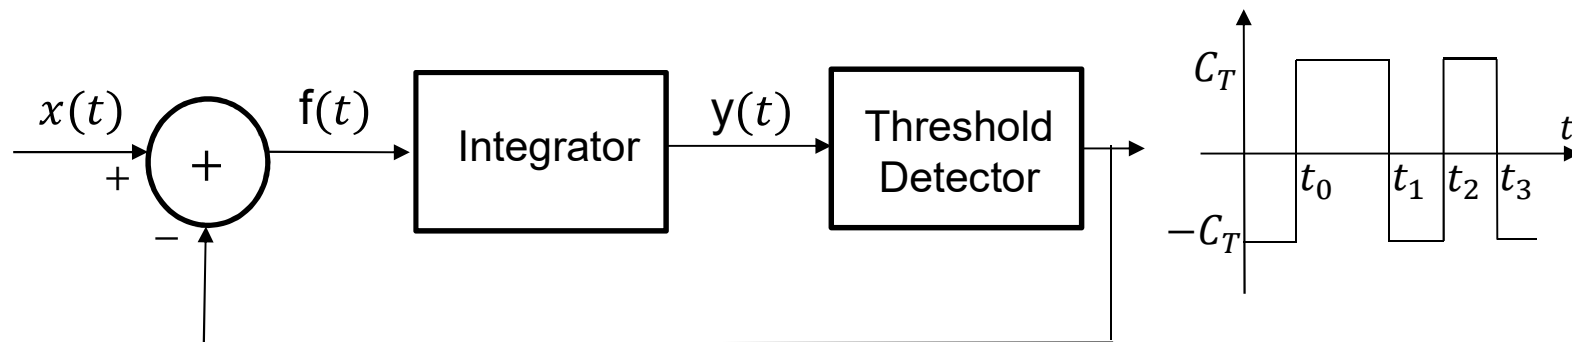 x(t)
+
−
+
f(t)
Integrator
y(t)
Threshold
Detector
C_T
−C_T
t
t_0
t_1
t_2
t_3